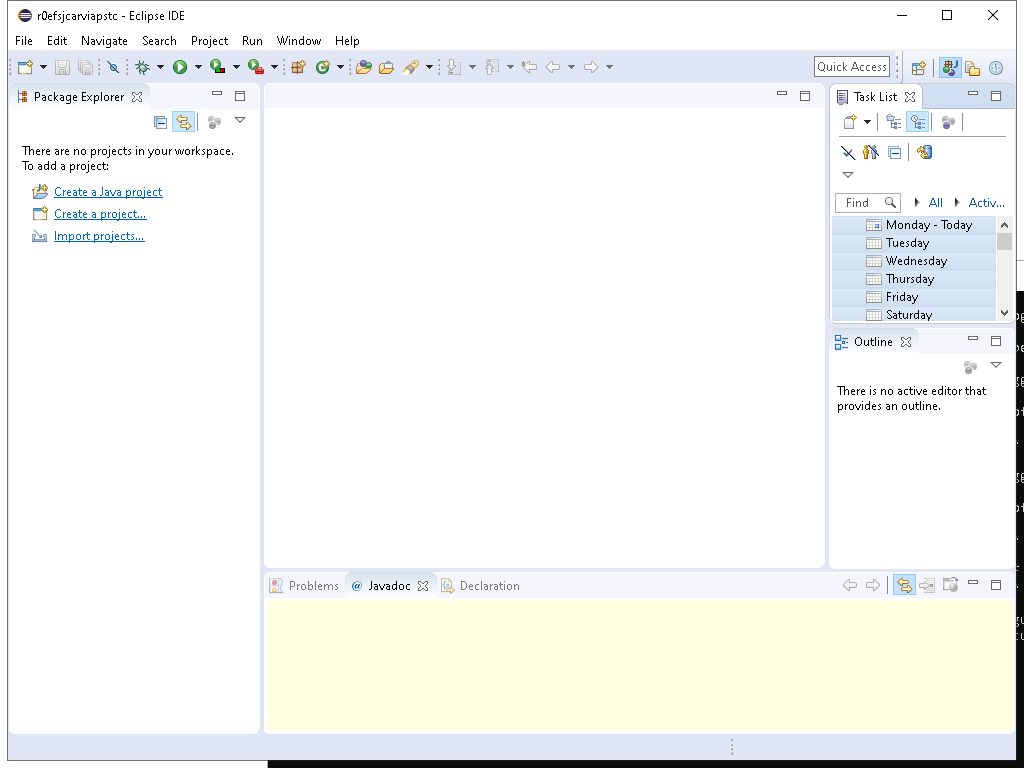 r0efsjcarviapstc - Eclipse IDE
File Edit Navigate Search Project Run Window Help
Quick Access
Package Explorer
There are no projects in your workspace.
To add a project:
Create a Java project
Create a project...
Import projects...
Task List
Find All Activ...
Monday - Today
Tuesday
Wednesday
Thursday
Friday
Saturday
Outline
There is no active editor that
provides an outline.
Problems @ Javadoc Declaration